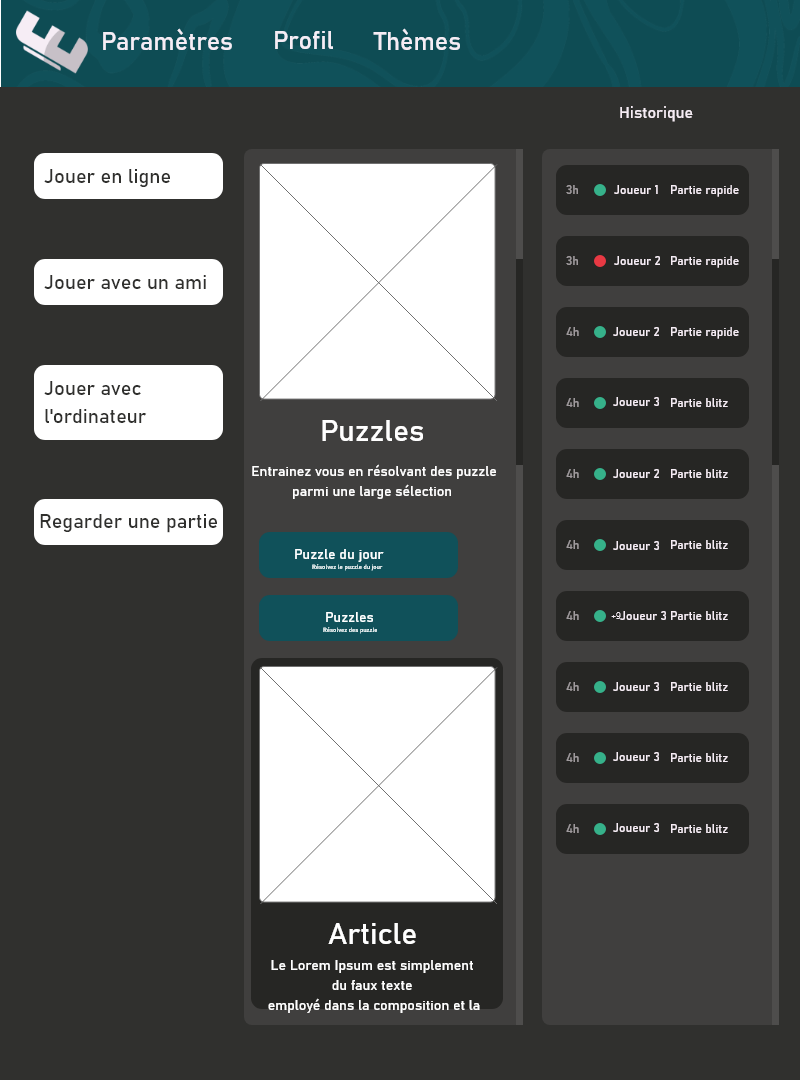 Paramètres
Profil
Thèmes
Historique
Jouer en ligne
Jouer avec un ami
Jouer avec
l'ordinateur
Regarder une partie
Puzzles
Entrainez vous en résolvant des puzzle
parmi une large sélection
Puzzle du jour
Résolvez le puzzle du jour
Puzzles
Résolvez des puzzle
Article
Le Lorem Ipsum est simplement
du faux texte
employé dans la composition et la
3h Joueur 1 Partie rapide
3h Joueur 2 Partie rapide
4h Joueur 2 Partie rapide
4h Joueur 3 Partie blitz
4h Joueur 2 Partie blitz
4h Joueur 3 Partie blitz
4h +9 Joueur 3 Partie blitz
4h Joueur 3 Partie blitz
4h Joueur 3 Partie blitz
4h Joueur 3 Partie blitz